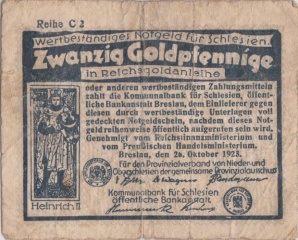 Reihe C 2
Wertbeständiges Notgeld für Schlesien
Zwanzig Goldpfennige
in Reichsgoldanleihe
oder anderen wertbeständigen Zahlungsmitteln
zahlt die Kommunalbank für Schlesien, öffent-
liche Bankanstalt Breslau, dem Einlieferer gegen
diesen durch wertbeständige Unterlagen voll
gedeckten Notgeldschein, nachdem dieses Not-
geld reihenweise öffentlich aufgerufen sein wird.
Genehmigt vom Reichsfinanzministerium und
vom Preußischen Handelsministerium.
Breslau, den 26. Oktober 1923.
Für den Provinzialverband von Nieder- und
Oberschlesien der gemeinsame Provinzialausschuß
Kommunalbank für Schlesien
öffentliche Bankanstalt.
Heinrich II